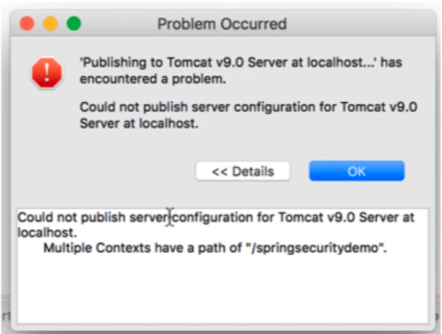 Problem Occurred
'Publishing to Tomcat v9.0 Server at localhost...' has
encountered a problem.
Could not publish server configuration for Tomcat v9.0
Server at localhost.
<< Details
OK
Could not publish server configuration for Tomcat v9.0 Server at
localhost.
Multiple Contexts have a path of "/springsecuritydemo".